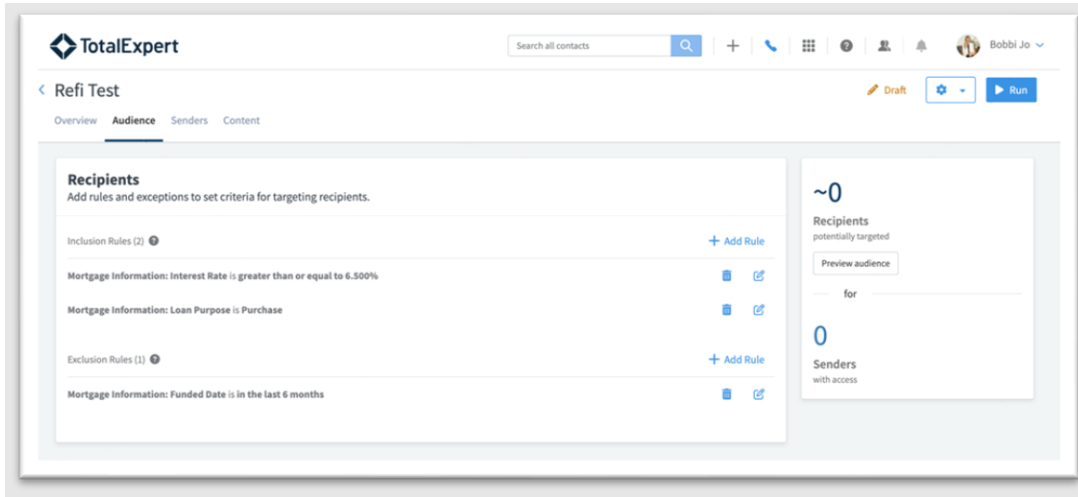 TotalExpert
Search all contacts
Bobbi Jo
Refi Test
Draft
Run
Overview Audience Senders Content
Recipients
Add rules and exceptions to set criteria for targeting recipients.
Inclusion Rules (2)
+ Add Rule
Mortgage Information: Interest Rate is greater than or equal to 6.500%
Mortgage Information: Loan Purpose is Purchase
Exclusion Rules (1)
+ Add Rule
Mortgage Information: Funded Date is in the last 6 months
~0
Recipients
potentially targeted
Preview audience
for
0
Senders
with access